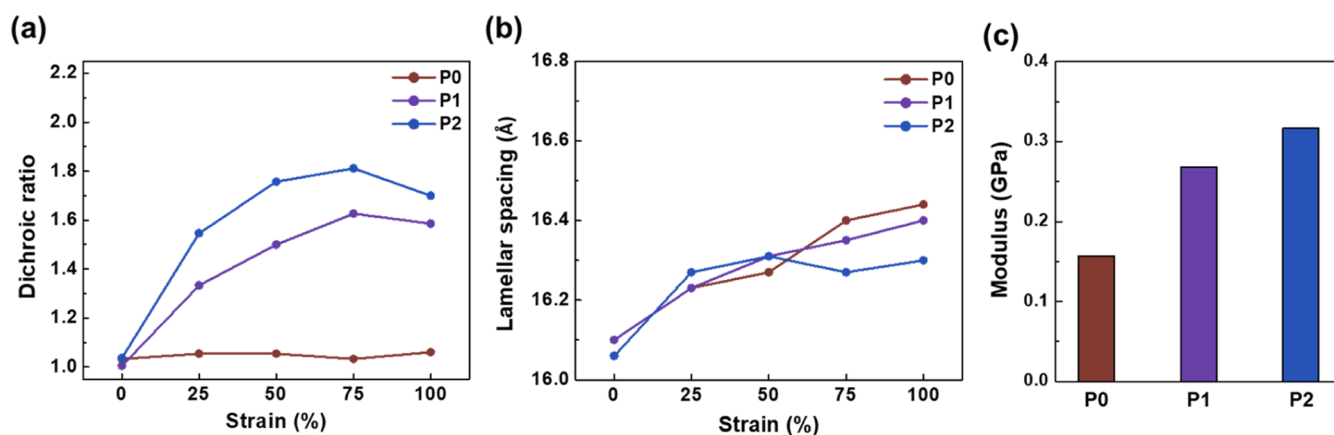 (a)
Dichroic ratio
2.2
2.0
1.8
1.6
1.4
1.2
1.0
P0
P1
P2
0 25 50 75 100
Strain (%)
(b)
Lamellar spacing (Å)
16.8
16.6
16.4
16.2
16.0
P0
P1
P2
0 25 50 75 100
Strain (%)
(c)
Modulus (GPa)
0.4
0.3
0.2
0.1
0.0
P0 P1 P2